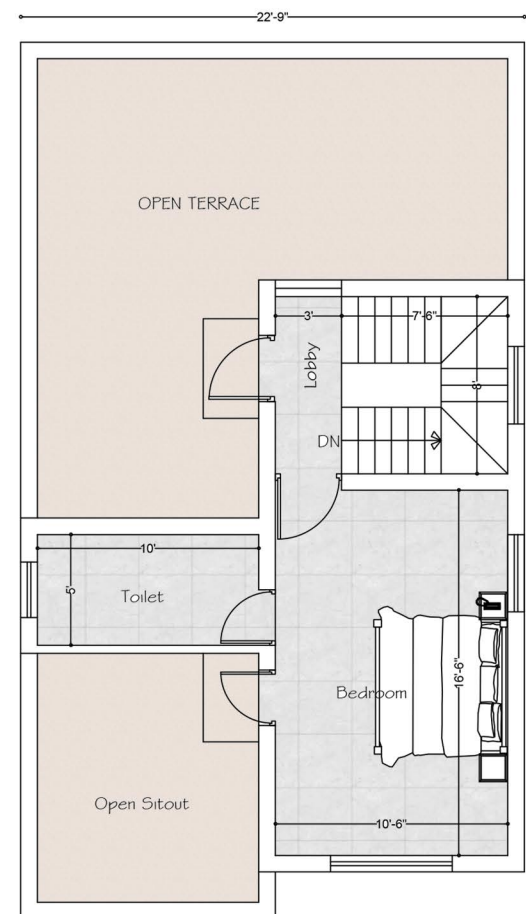 22'-9"
OPEN TERRACE
3'
7'-6"
Lobby
8'
DN
10'
5'
Toilet
Bedroom
16'-6"
Open Sitout
10'-6"